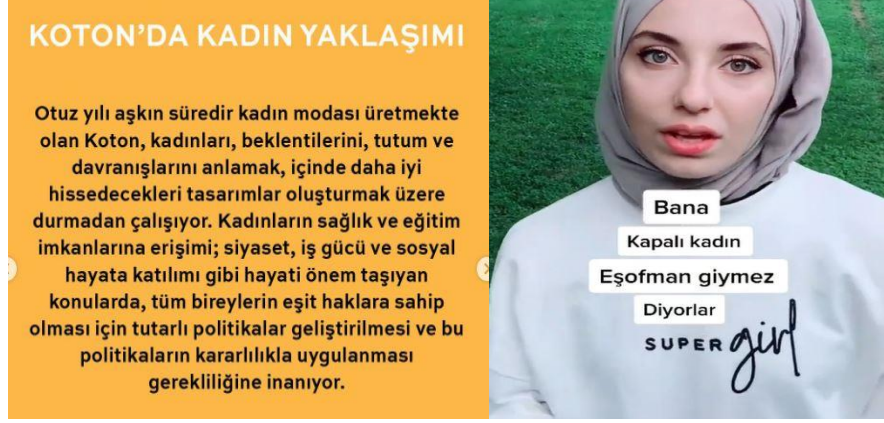 KOTON’DA KADIN YAKLAŞIMI
Otuz yılı aşkın süredir kadın modası üretmekte
olan Koton, kadınları, beklentilerini, tutum ve
davranışlarını anlamak, içinde daha iyi
hissedecekleri tasarımlar oluşturmak üzere
durmadan çalışıyor. Kadınların sağlık ve eğitim
imkanlarına erişimi; siyaset, iş gücü ve sosyal
hayata katılımı gibi hayati önem taşıyan
konularda, tüm bireylerin eşit haklara sahip
olması için tutarlı politikalar geliştirilmesi ve bu
politikaların kararlılıkla uygulanması
gerekliliğine inanıyor.
Bana
Kapalı kadın
Eşofman giymez
Diyorlar
SUPER girl